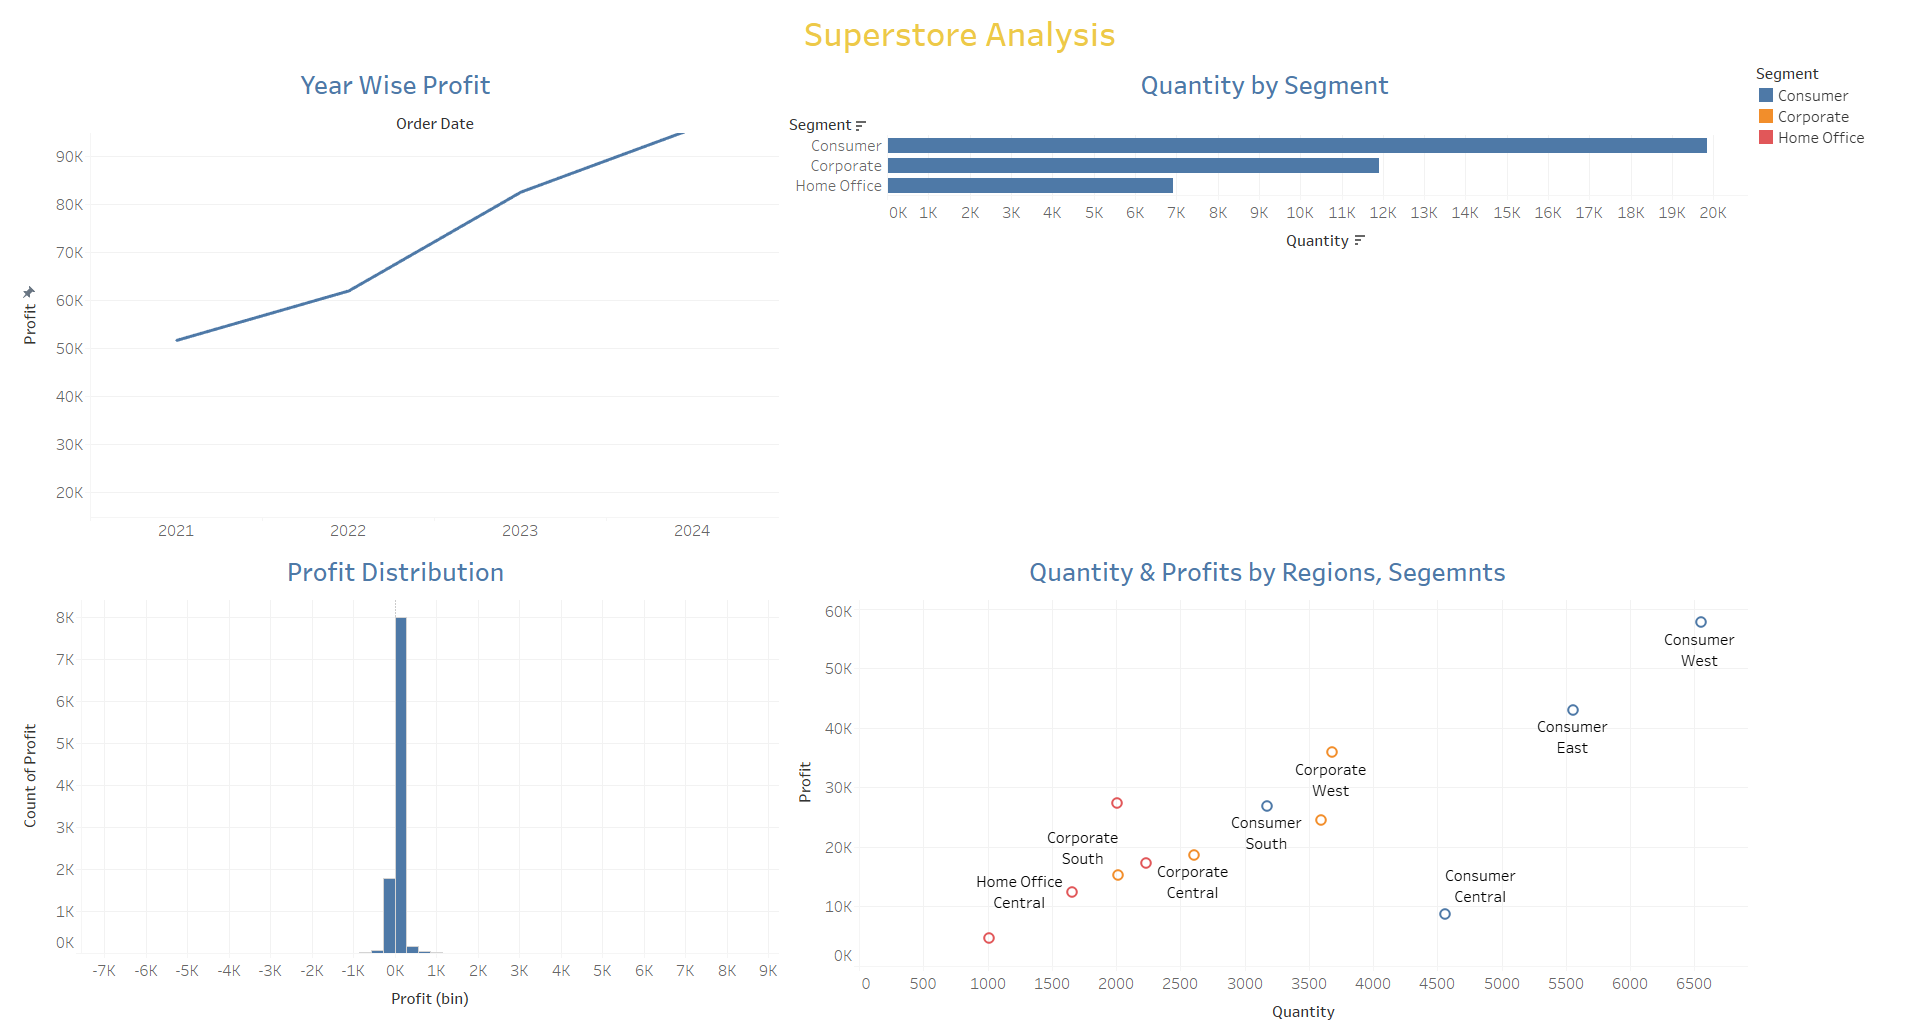 Superstore Analysis
Year Wise Profit
Order Date
Profit
90K
80K
70K
60K
50K
40K
30K
20K
2021 2022 2023 2024
Quantity by Segment
Segment
Consumer
Corporate
Home Office
0K 1K 2K 3K 4K 5K 6K 7K 8K 9K 10K 11K 12K 13K 14K 15K 16K 17K 18K 19K 20K
Quantity
Segment
Consumer
Corporate
Home Office
Profit Distribution
Count of Profit
8K
7K
6K
5K
4K
3K
2K
1K
0K
-7K -6K -5K -4K -3K -2K -1K 0K 1K 2K 3K 4K 5K 6K 7K 8K 9K
Profit (bin)
Quantity & Profits by Regions, Segemnts
Profit
60K
50K
40K
30K
20K
10K
0K
Consumer
West
Consumer
East
Corporate
West
Consumer
South
Corporate
South
Corporate
Central
Home Office
Central
Consumer
Central
0 500 1000 1500 2000 2500 3000 3500 4000 4500 5000 5500 6000 6500
Quantity